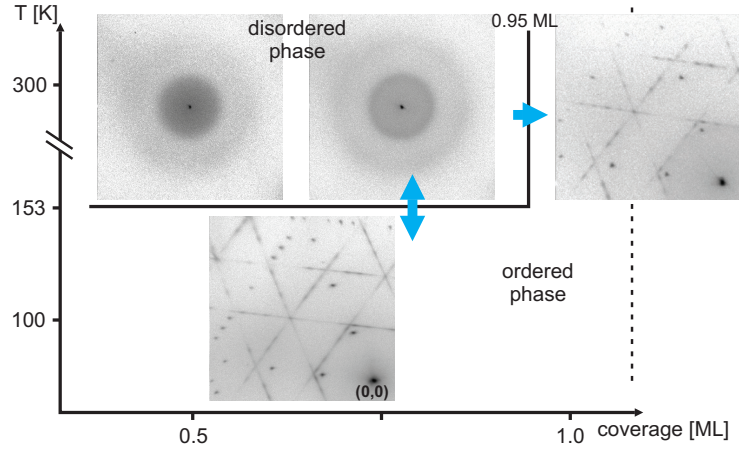 T [K]
0.95 ML
disordered
phase
300
153
ordered
phase
100
(0,0)
0.5
1.0
coverage [ML]